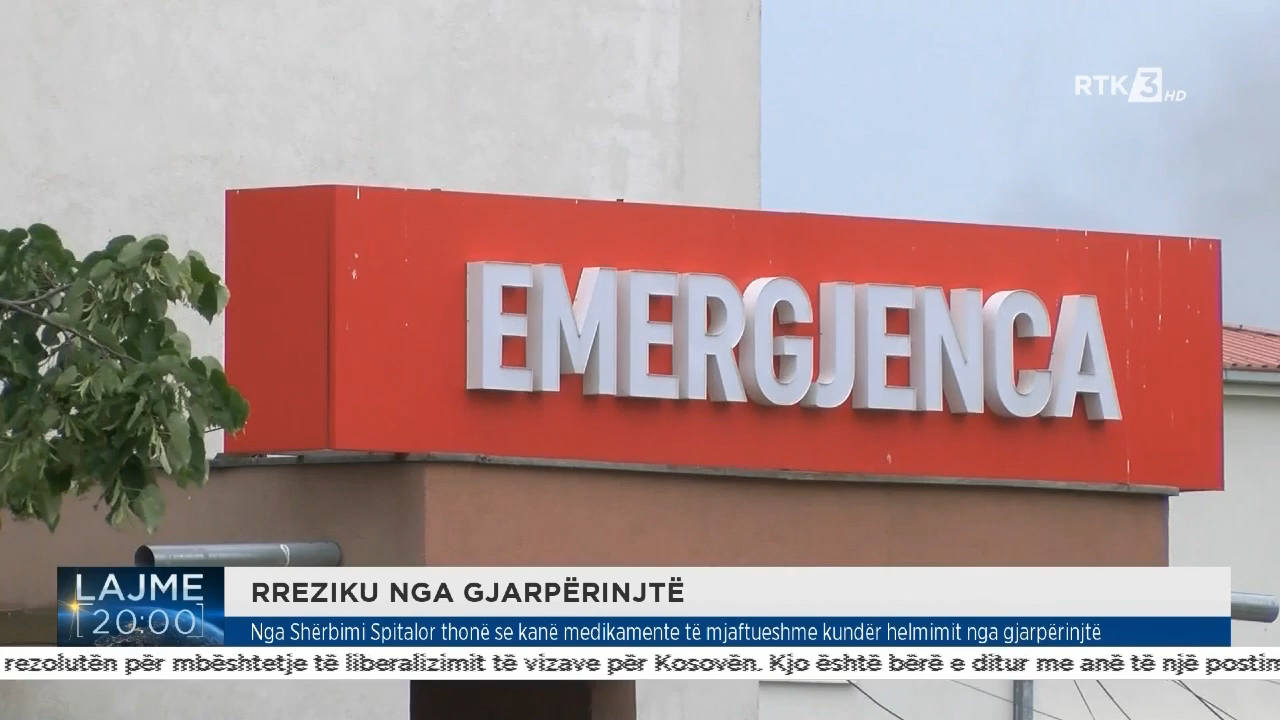 RTK 3 HD
EMERGJENCA
LAJME
20:00
RREZIKU NGA GJARPËRINJTË
Nga Shërbimi Spitalor thonë se kanë medikamente të mjaftueshme kundër helmimit nga gjarpërinjtë
rezolutën për mbështetje të liberalizimit të vizave për Kosovën. Kjo është bërë e ditur me anë të një postim